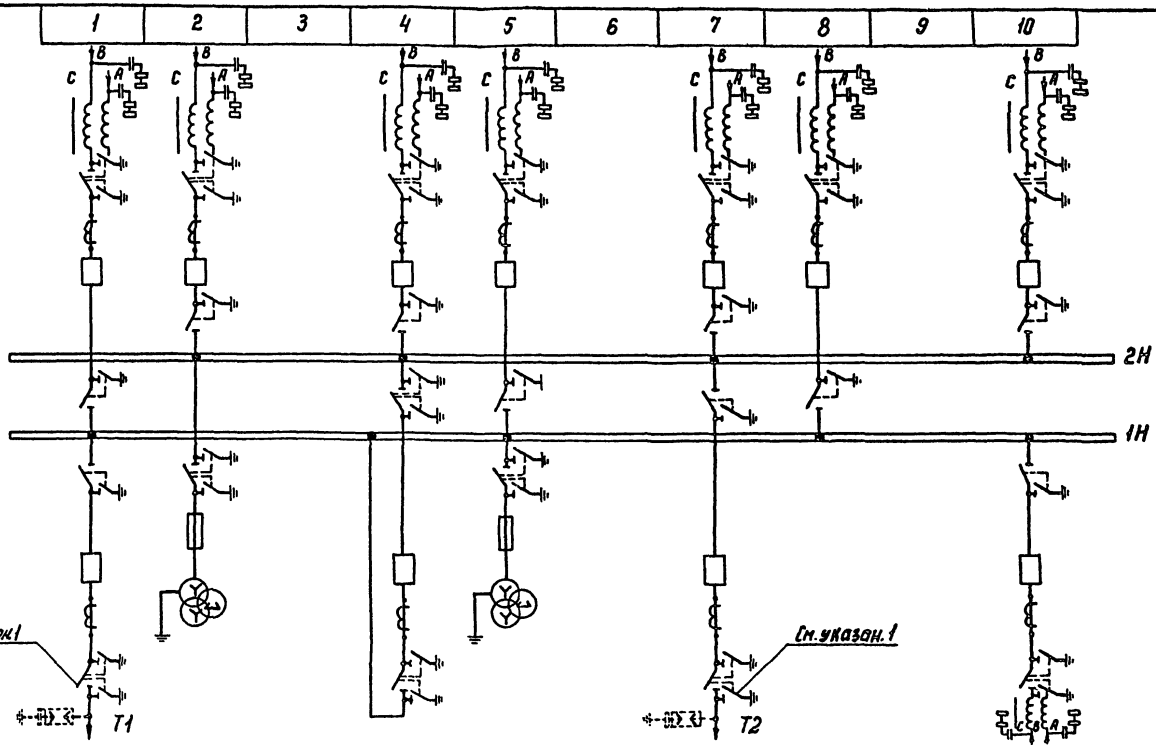 1 2 3 4 5 6 7 8 9 10
В В В В В В В
С А С А С А С А С А С А С А
2Н
1Н
См. указан. 1
Т1
Т2
С В А